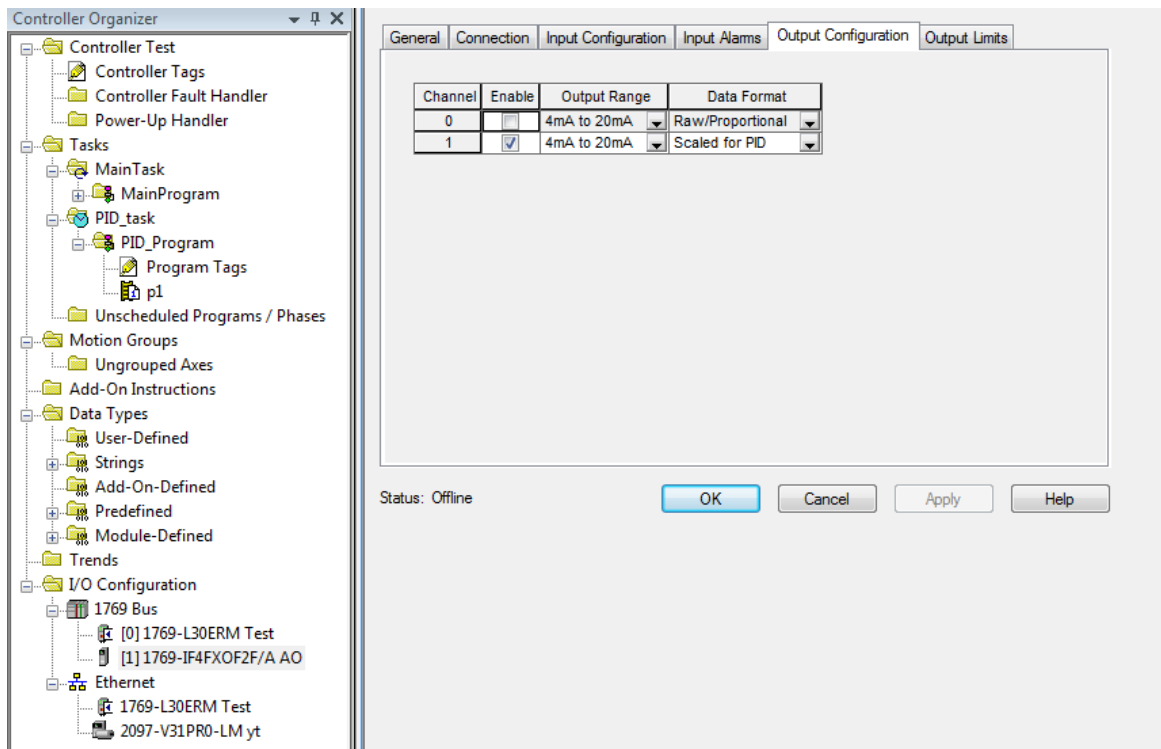 Controller Organizer
Controller Test
Controller Tags
Controller Fault Handler
Power-Up Handler
Tasks
MainTask
MainProgram
PID_task
PID_Program
Program Tags
p1
Unscheduled Programs / Phases
Motion Groups
Ungrouped Axes
Add-On Instructions
Data Types
User-Defined
Strings
Add-On-Defined
Predefined
Module-Defined
Trends
I/O Configuration
1769 Bus
[0] 1769-L30ERM Test
[1] 1769-IF4FXOF2F/A AO
Ethernet
1769-L30ERM Test
2097-V31PR0-LM yt
General Connection Input Configuration Input Alarms Output Configuration Output Limits
Channel Enable Output Range Data Format
0 4mA to 20mA Raw/Proportional
1 4mA to 20mA Scaled for PID
Status: Offline OK Cancel Apply Help